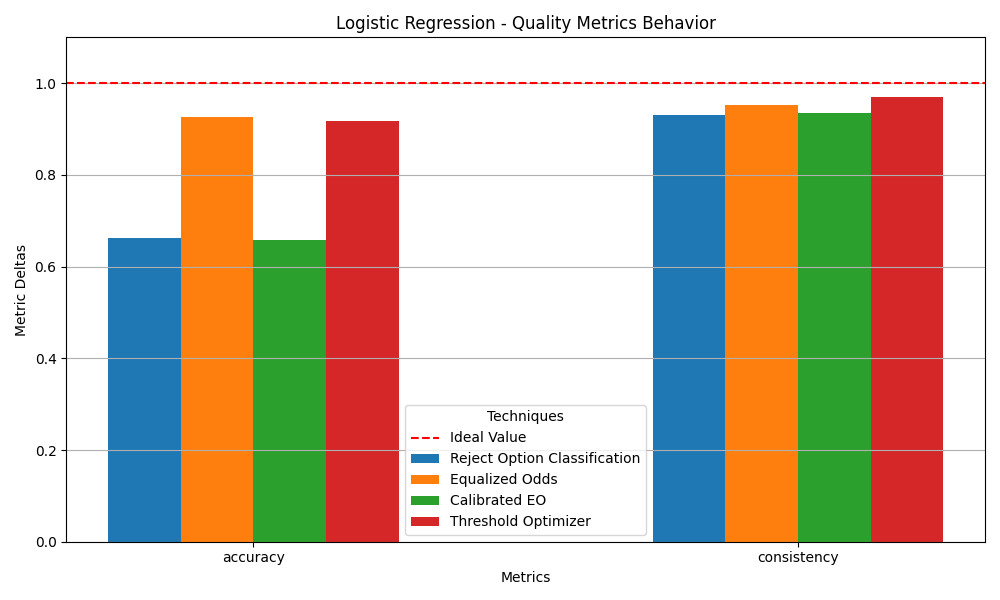 Logistic Regression - Quality Metrics Behavior
Metric Deltas
1.0
0.8
0.6
0.4
0.2
0.0
Techniques
Ideal Value
Reject Option Classification
Equalized Odds
Calibrated EO
Threshold Optimizer
accuracy
consistency
Metrics